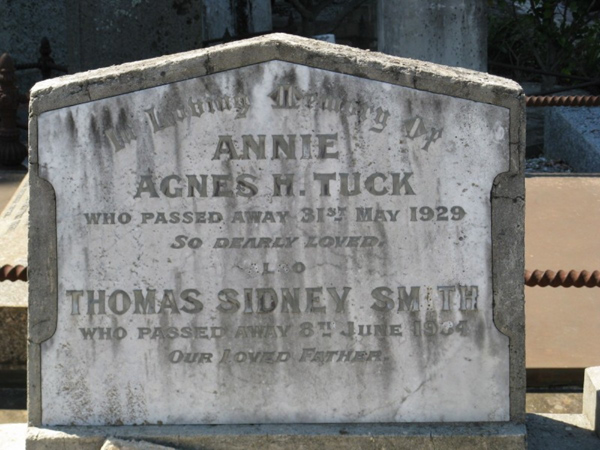 In Loving Memory Of
ANNIE
AGNES H. TUCK
WHO PASSED AWAY 31ST MAY 1929
SO DEARLY LOVED.
ALSO
THOMAS SIDNEY SMITH
WHO PASSED AWAY 8TH JUNE
OUR LOVED FATHER.